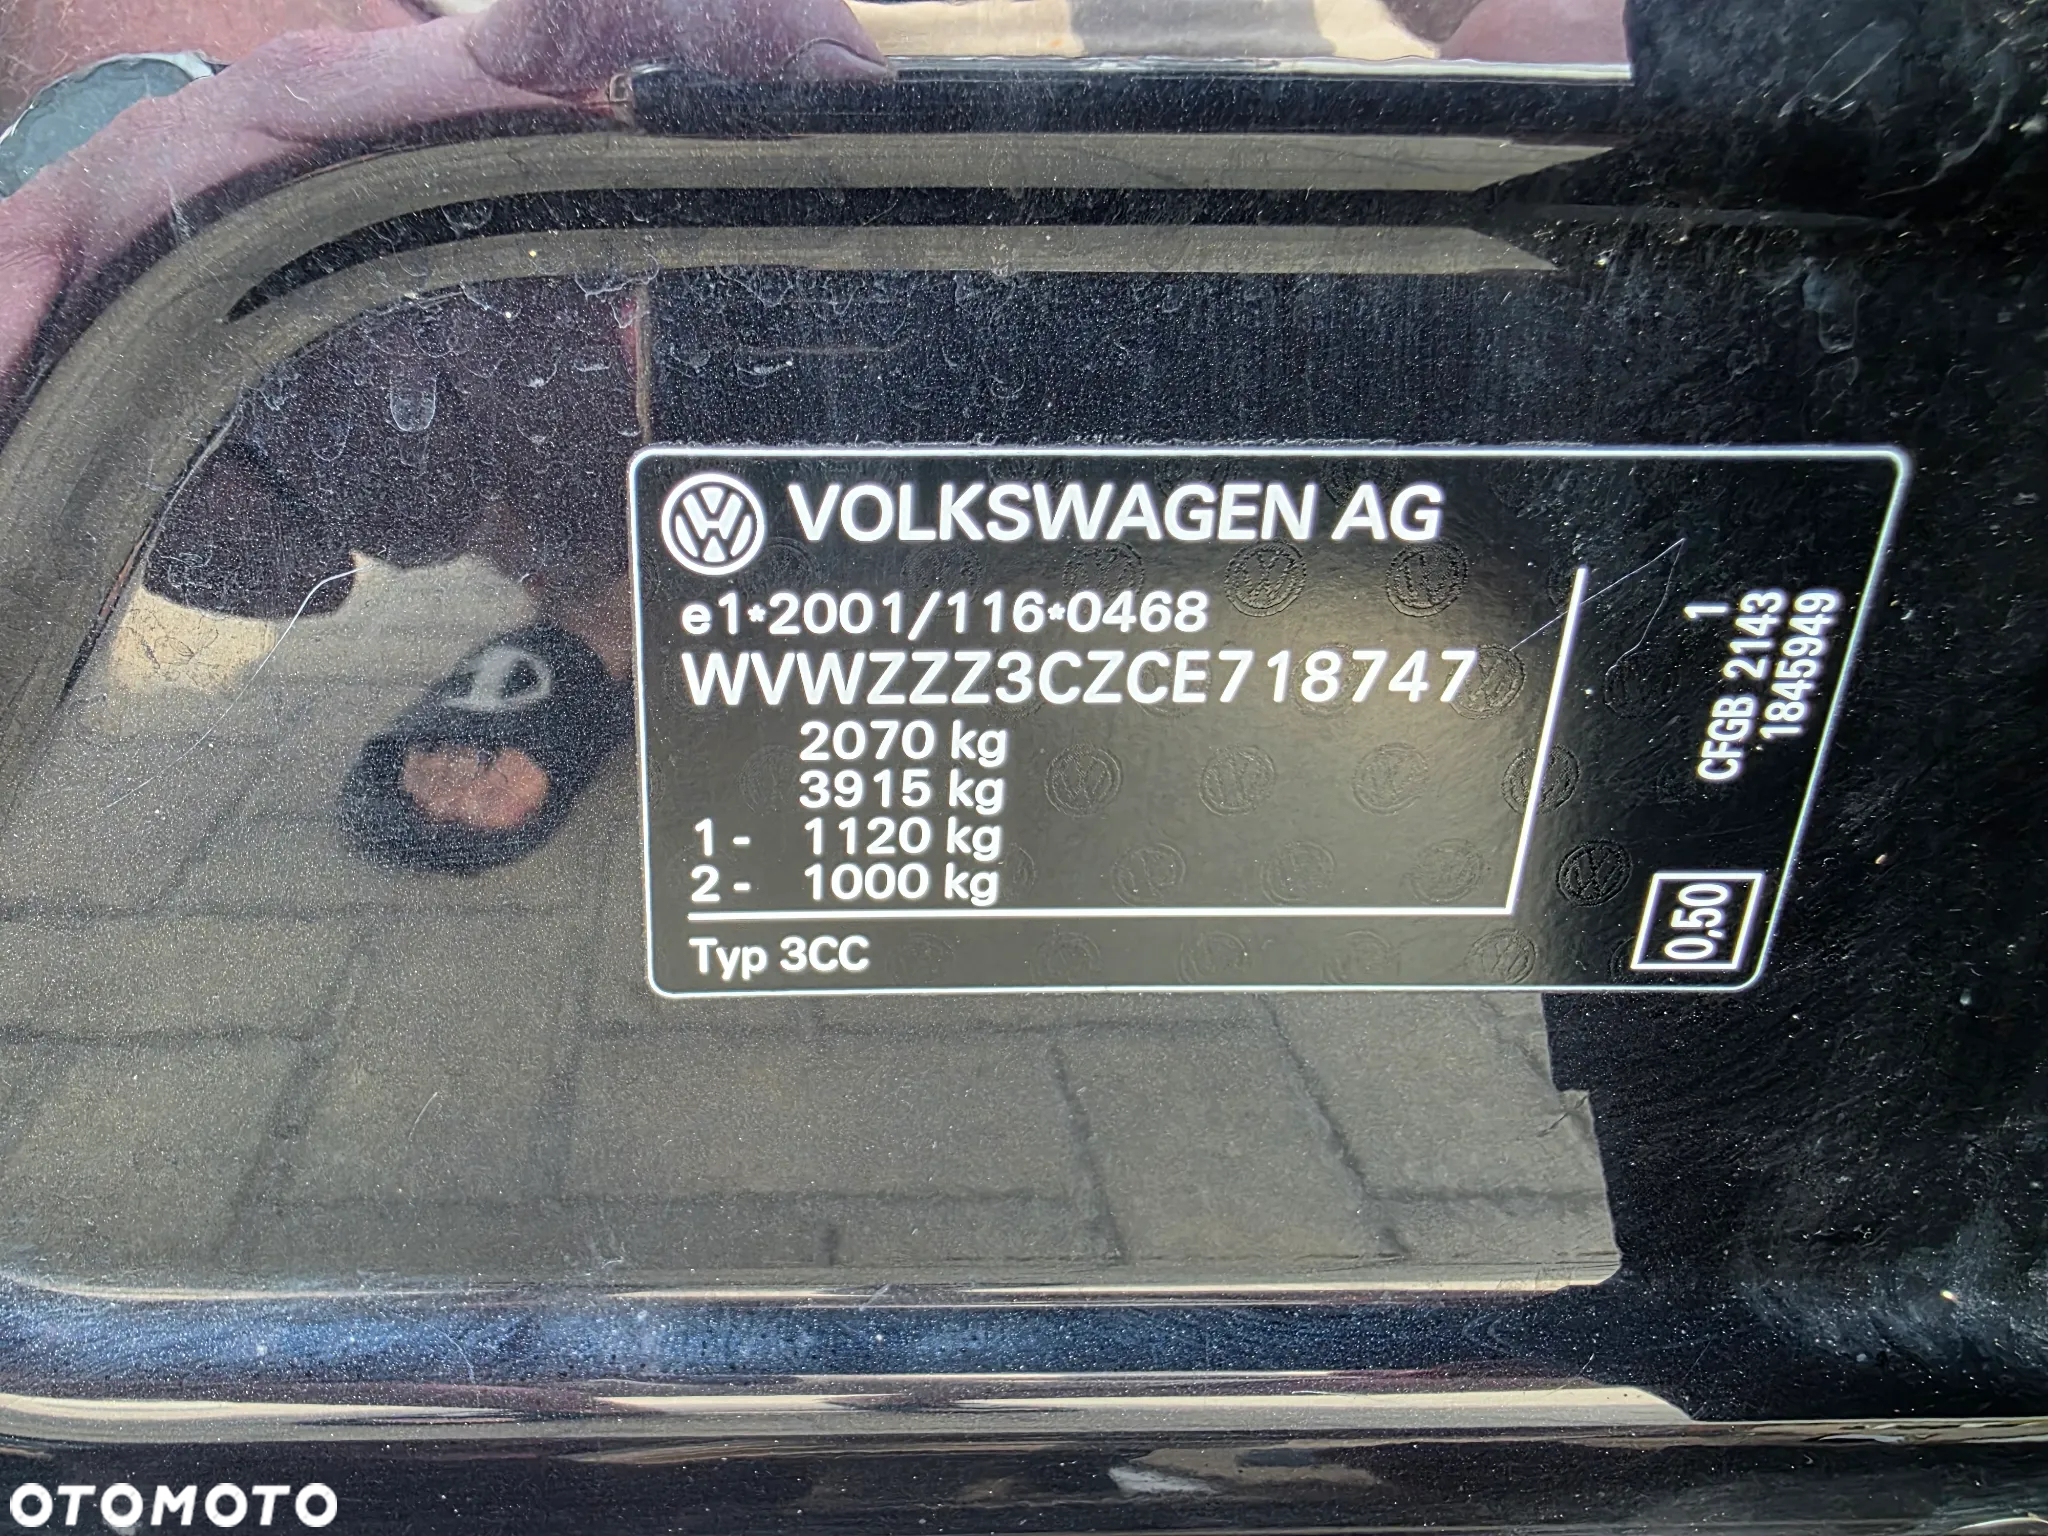 VOLKSWAGEN AG
e1*2001/116*0468
WVWZZZ3CZCE718747
2070 kg
3915 kg
1 - 1120 kg
2 - 1000 kg
Typ 3CC
1
CFGB 2143
1845949
0,50
OTOMOTO